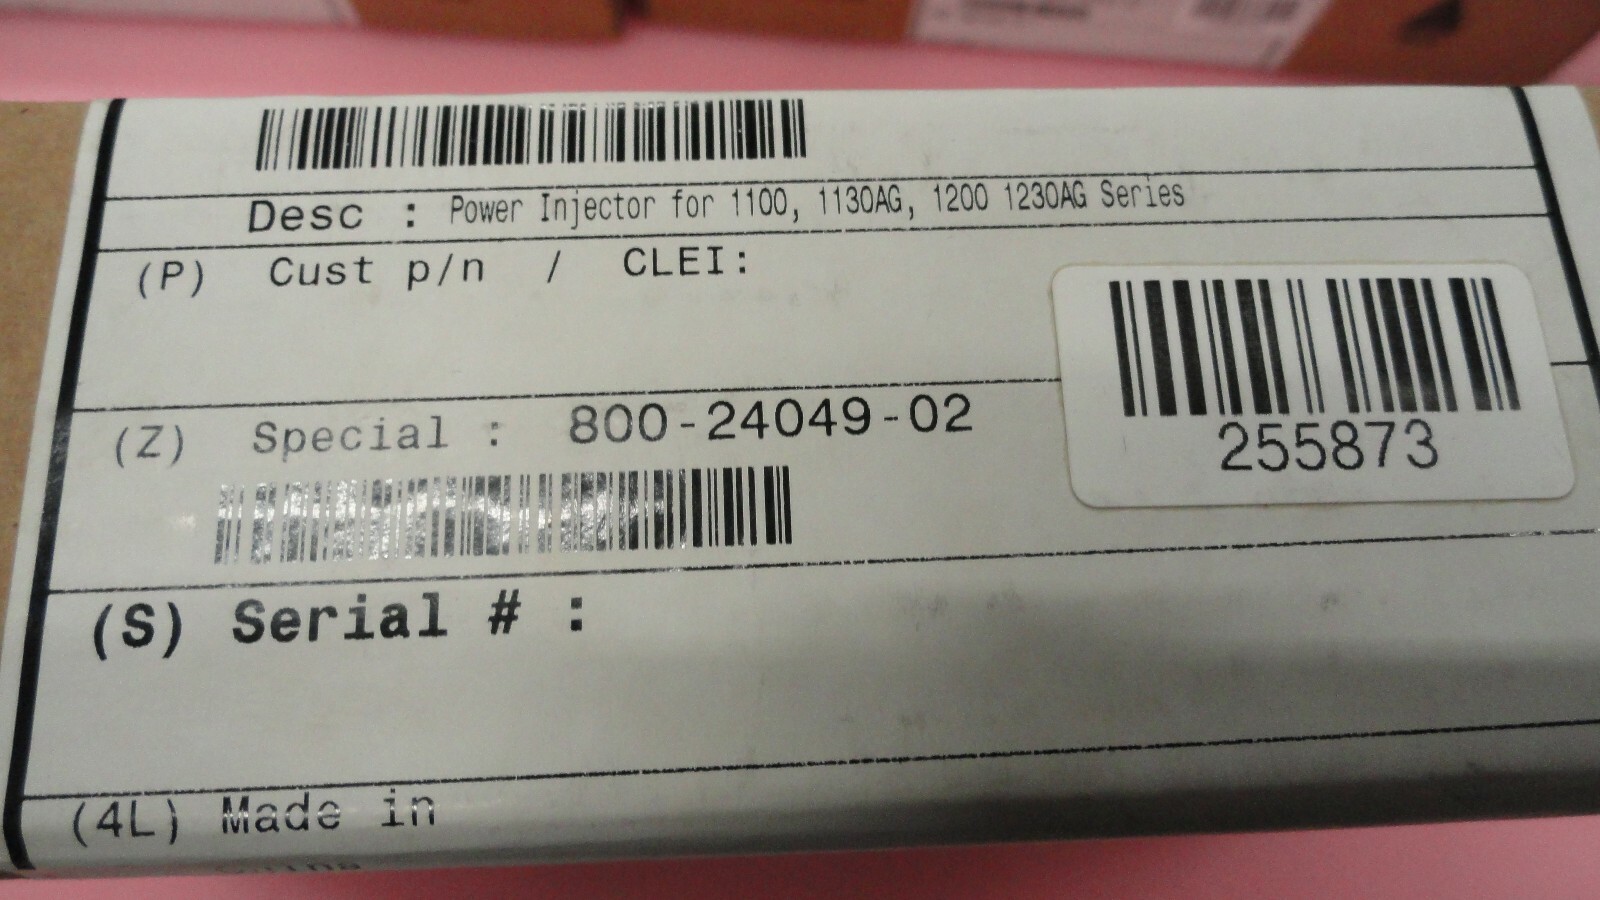 Desc : Power Injector for 1100, 1130AG, 1200 1230AG Series
(P) Cust p/n / CLEI:
(Z) Special : 800-24049-02
255873
(S) Serial # :
(4L) Made in